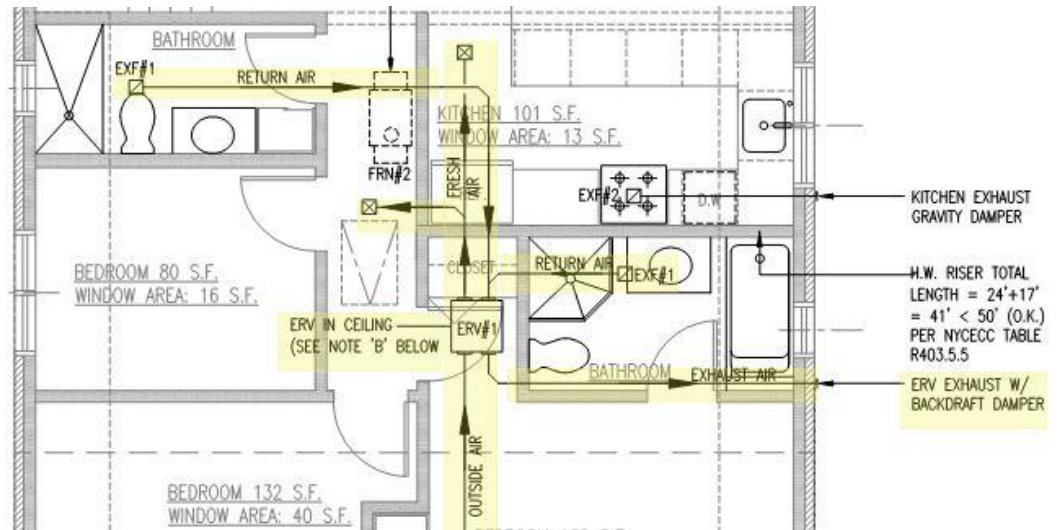 BATHROOM
EXF#1
RETURN AIR
KITCHEN 101 S.F.
WINDOW AREA: 13 S.F.
FRN#2
FRESH
AIR
EXF#2
D.W
KITCHEN EXHAUST
GRAVITY DAMPER
BEDROOM 80 S.F.
WINDOW AREA: 16 S.F.
CLOSET
RETURN AIR
EXF#1
H.W. RISER TOTAL
LENGTH = 24'+17'
= 41' < 50' (O.K.)
PER NYCECC TABLE
R403.5.5
ERV IN CEILING
(SEE NOTE 'B' BELOW
ERV#1
BATHROOM
EXHAUST AIR
ERV EXHAUST W/
BACKDRAFT DAMPER
OUTSIDE AIR
BEDROOM 132 S.F.
WINDOW AREA: 40 S.F.